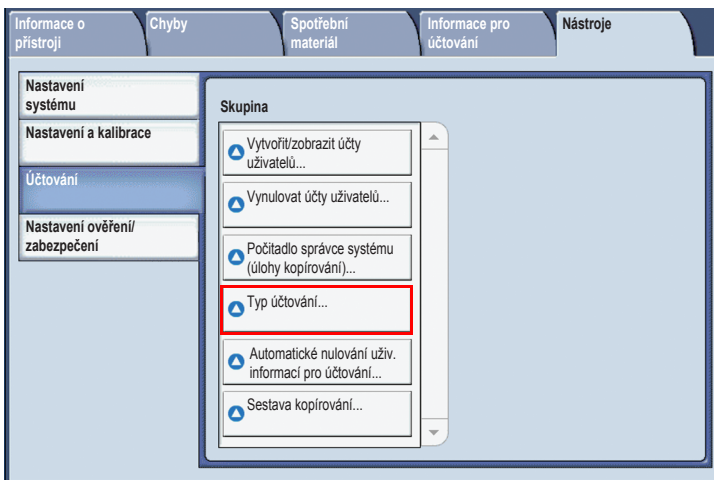 Informace o
přístroji
Chyby
Spotřební
materiál
Informace pro
účtování
Nástroje
Nastavení
systému
Nastavení a kalibrace
Účtování
Nastavení ověření/
zabezpečení
Skupina
Vytvořit/zobrazit účty
uživatelů...
Vynulovat účty uživatelů...
Počitadlo správce systému
(úlohy kopírování)...
Typ účtování...
Automatické nulování uživ.
informací pro účtování...
Sestava kopírování...